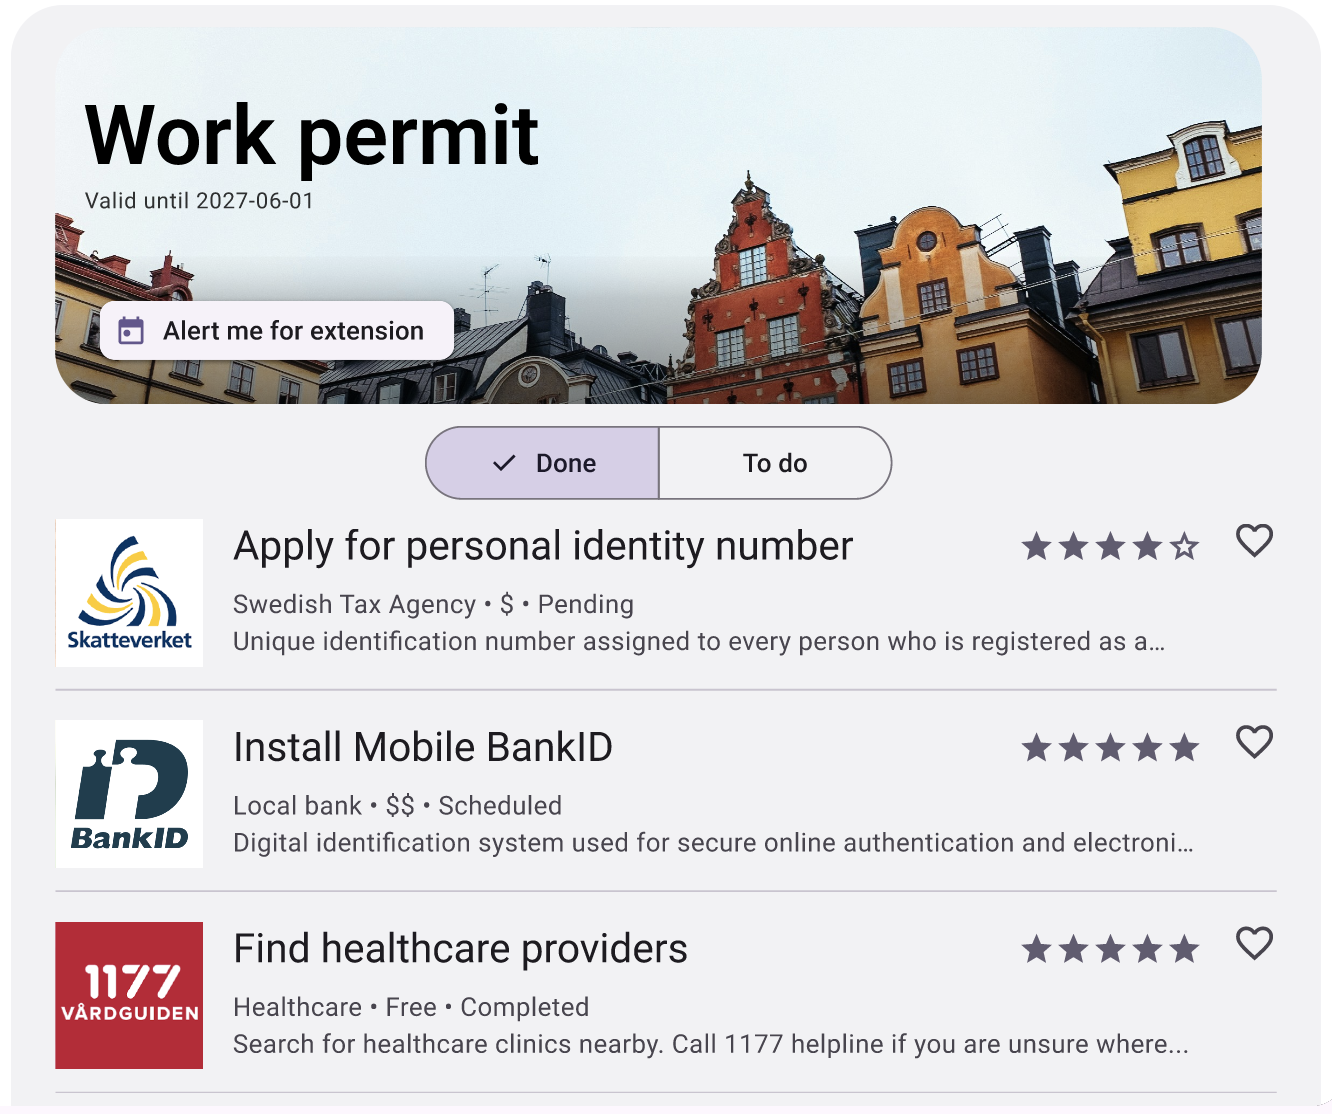 Work permit
Valid until 2027-06-01
Alert me for extension
Done
To do
Skatteverket
Apply for personal identity number
Swedish Tax Agency • $ • Pending
Unique identification number assigned to every person who is registered as a…
BankID
Install Mobile BankID
Local bank • $$ • Scheduled
Digital identification system used for secure online authentication and electroni…
1177
VÅRDGUIDEN
Find healthcare providers
Healthcare • Free • Completed
Search for healthcare clinics nearby. Call 1177 helpline if you are unsure where...